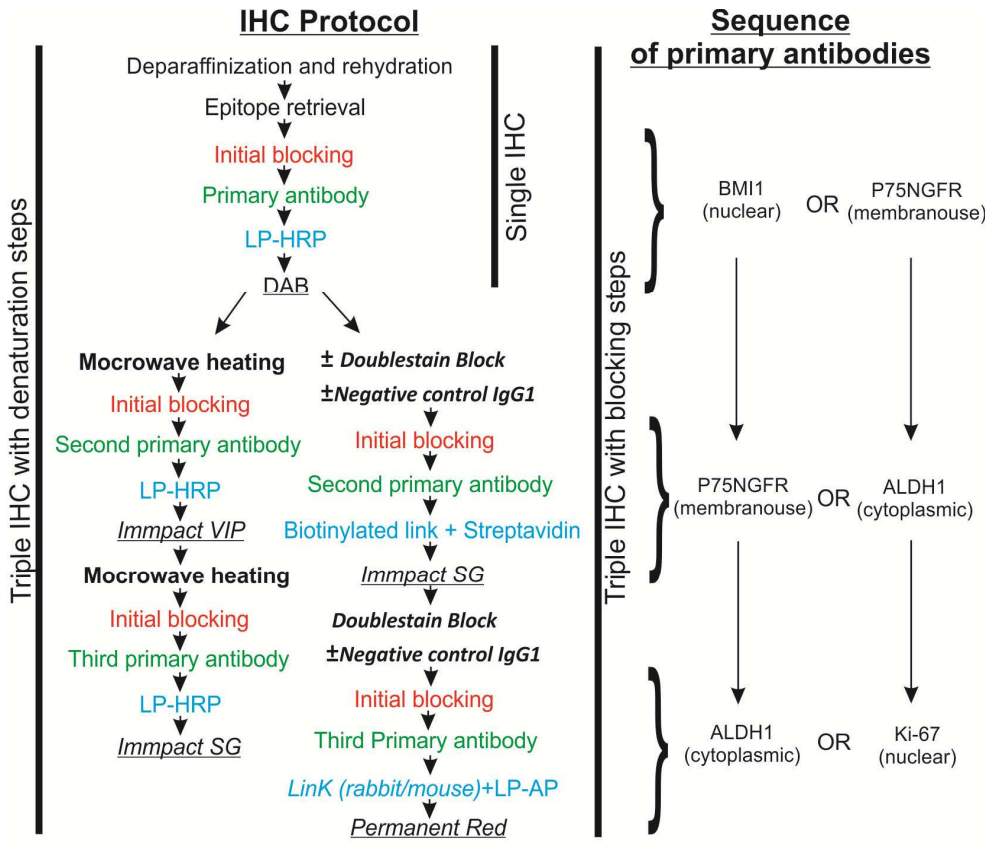 IHC Protocol
Deparaffinization and rehydration
Epitope retrieval
Initial blocking
Primary antibody
LP-HRP
DAB
Single IHC
Triple IHC with denaturation steps
Mocrowave heating
Initial blocking
Second primary antibody
LP-HRP
Immpact VIP
Mocrowave heating
Initial blocking
Third primary antibody
LP-HRP
Immpact SG
± Doublestain Block
±Negative control IgG1
Initial blocking
Second primary antibody
Biotinylated link + Streptavidin
Immpact SG
Doublestain Block
±Negative control IgG1
Initial blocking
Third Primary antibody
LinK (rabbit/mouse)+LP-AP
Permanent Red
Triple IHC with blocking steps
Sequence
of primary antibodies
BMI1
(nuclear)
OR
P75NGFR
(membranouse)
P75NGFR
(membranouse)
OR
ALDH1
(cytoplasmic)
ALDH1
(cytoplasmic)
OR
Ki-67
(nuclear)